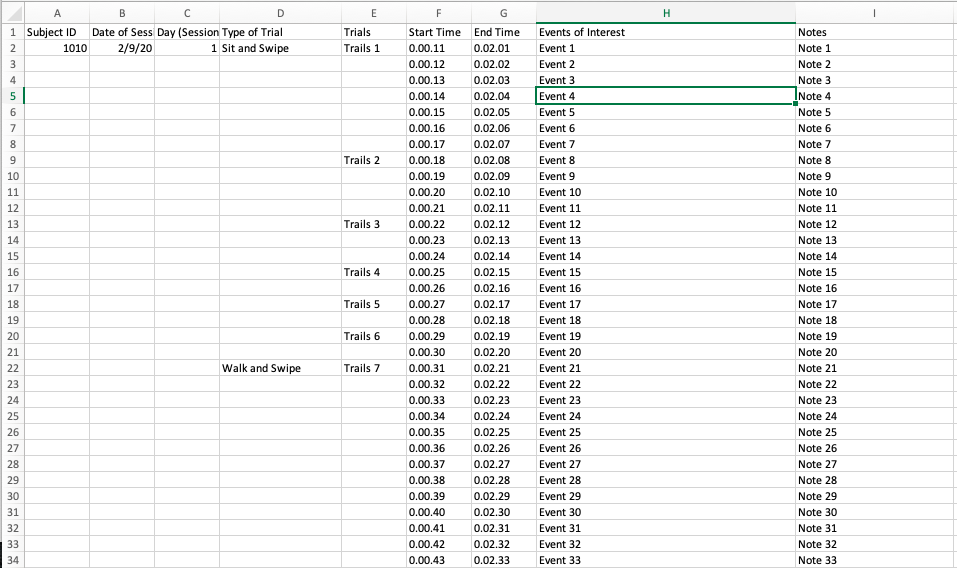 A B C D E F G H I
1 Subject ID Date of Sess Day (Session Type of Trial Trials Start Time End Time Events of Interest Notes
2 1010 2/9/20 1 Sit and Swipe Trails 1 0.00.11 0.02.01 Event 1 Note 1
3 0.00.12 0.02.02 Event 2 Note 2
4 0.00.13 0.02.03 Event 3 Note 3
5 0.00.14 0.02.04 Event 4 Note 4
6 0.00.15 0.02.05 Event 5 Note 5
7 0.00.16 0.02.06 Event 6 Note 6
8 0.00.17 0.02.07 Event 7 Note 7
9 Trails 2 0.00.18 0.02.08 Event 8 Note 8
10 0.00.19 0.02.09 Event 9 Note 9
11 0.00.20 0.02.10 Event 10 Note 10
12 0.00.21 0.02.11 Event 11 Note 11
13 Trails 3 0.00.22 0.02.12 Event 12 Note 12
14 0.00.23 0.02.13 Event 13 Note 13
15 0.00.24 0.02.14 Event 14 Note 14
16 Trails 4 0.00.25 0.02.15 Event 15 Note 15
17 0.00.26 0.02.16 Event 16 Note 16
18 Trails 5 0.00.27 0.02.17 Event 17 Note 17
19 0.00.28 0.02.18 Event 18 Note 18
20 Trails 6 0.00.29 0.02.19 Event 19 Note 19
21 0.00.30 0.02.20 Event 20 Note 20
22 Walk and Swipe Trails 7 0.00.31 0.02.21 Event 21 Note 21
23 0.00.32 0.02.22 Event 22 Note 22
24 0.00.33 0.02.23 Event 23 Note 23
25 0.00.34 0.02.24 Event 24 Note 24
26 0.00.35 0.02.25 Event 25 Note 25
27 0.00.36 0.02.26 Event 26 Note 26
28 0.00.37 0.02.27 Event 27 Note 27
29 0.00.38 0.02.28 Event 28 Note 28
30 0.00.39 0.02.29 Event 29 Note 29
31 0.00.40 0.02.30 Event 30 Note 30
32 0.00.41 0.02.31 Event 31 Note 31
33 0.00.42 0.02.32 Event 32 Note 32
34 0.00.43 0.02.33 Event 33 Note 33